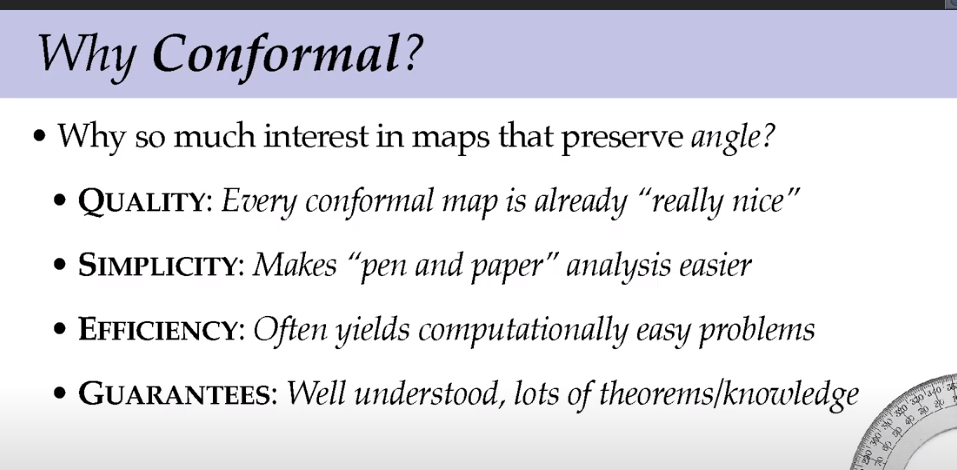 Why Conformal?
• Why so much interest in maps that preserve angle?
• QUALITY: Every conformal map is already “really nice”
• SIMPLICITY: Makes “pen and paper” analysis easier
• EFFICIENCY: Often yields computationally easy problems
• GUARANTEES: Well understood, lots of theorems/knowledge